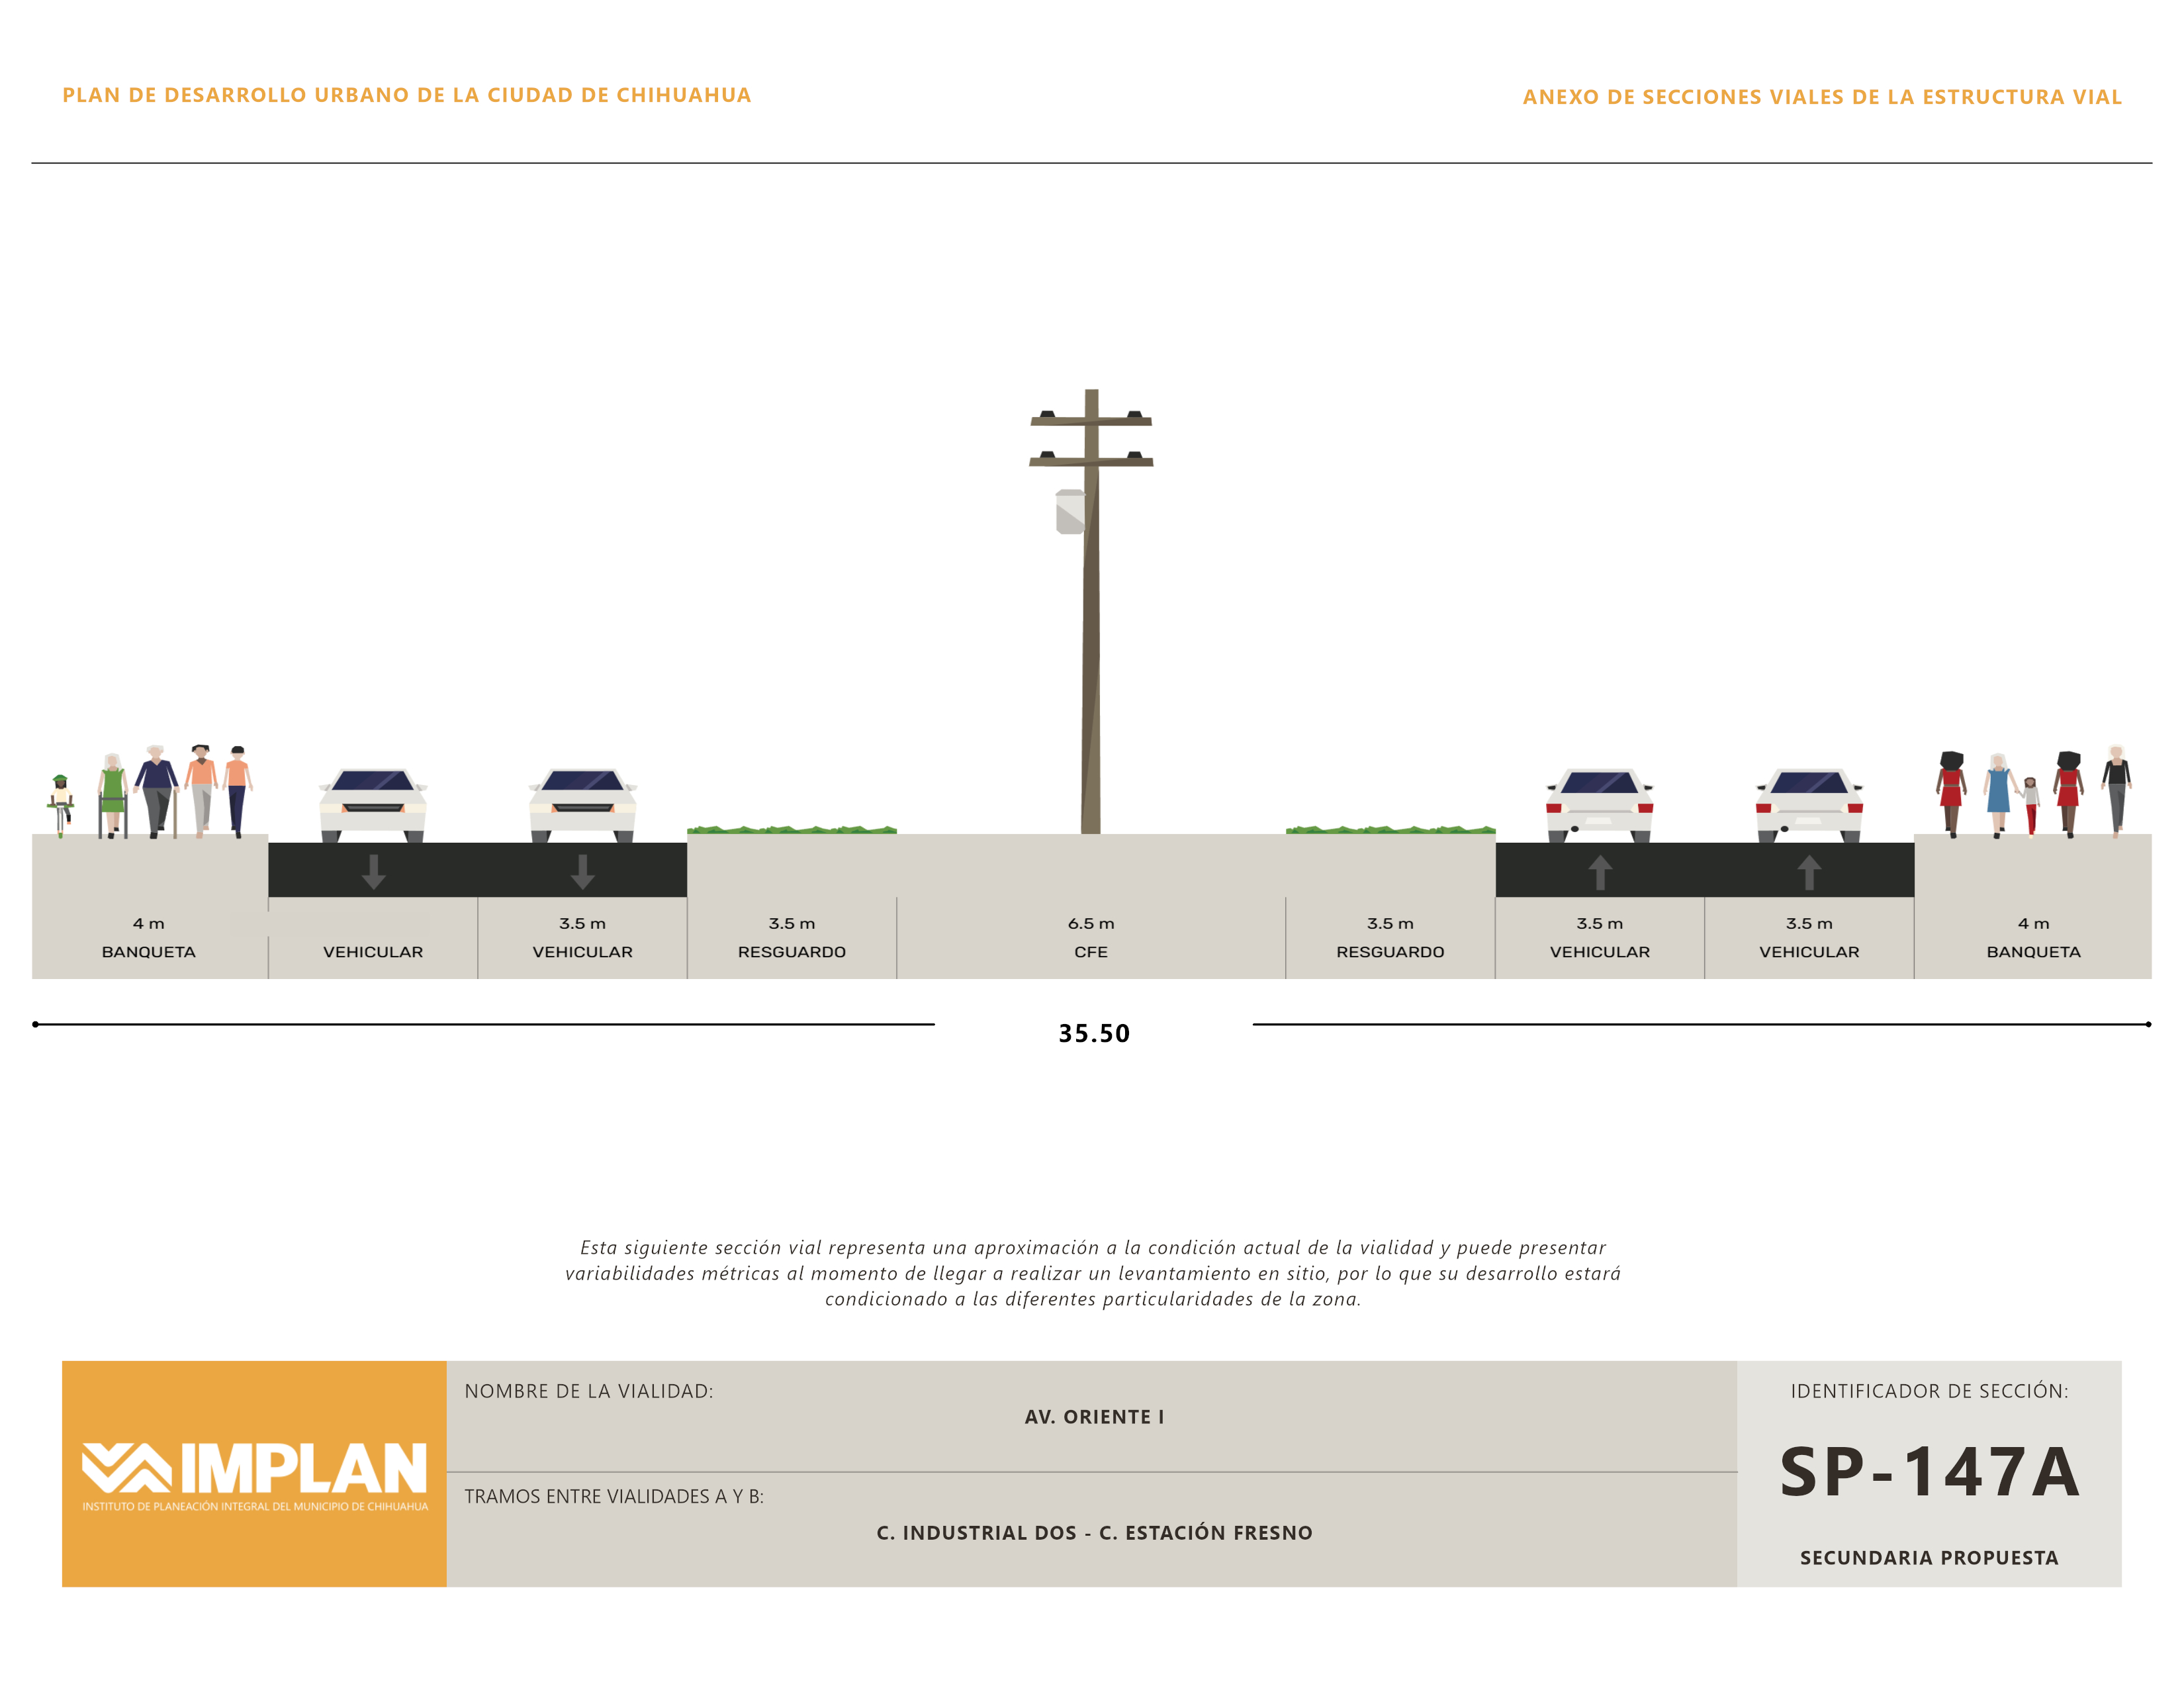 PLAN DE DESARROLLO URBANO DE LA CIUDAD DE CHIHUAHUA
ANEXO DE SECCIONES VIALES DE LA ESTRUCTURA VIAL
4 m
BANQUETA
VEHICULAR
3.5 m
VEHICULAR
3.5 m
RESGUARDO
6.5 m
CFE
3.5 m
RESGUARDO
3.5 m
VEHICULAR
3.5 m
VEHICULAR
4 m
BANQUETA
35.50
Esta siguiente sección vial representa una aproximación a la condición actual de la vialidad y puede presentar
variabilidades métricas al momento de llegar a realizar un levantamiento en sitio, por lo que su desarrollo estará
condicionado a las diferentes particularidades de la zona.
IMPLAN
INSTITUTO DE PLANEACIÓN INTEGRAL DEL MUNICIPIO DE CHIHUAHUA
NOMBRE DE LA VIALIDAD:
AV. ORIENTE I
TRAMOS ENTRE VIALIDADES A Y B:
C. INDUSTRIAL DOS - C. ESTACIÓN FRESNO
IDENTIFICADOR DE SECCIÓN:
SP-147A
SECUNDARIA PROPUESTA